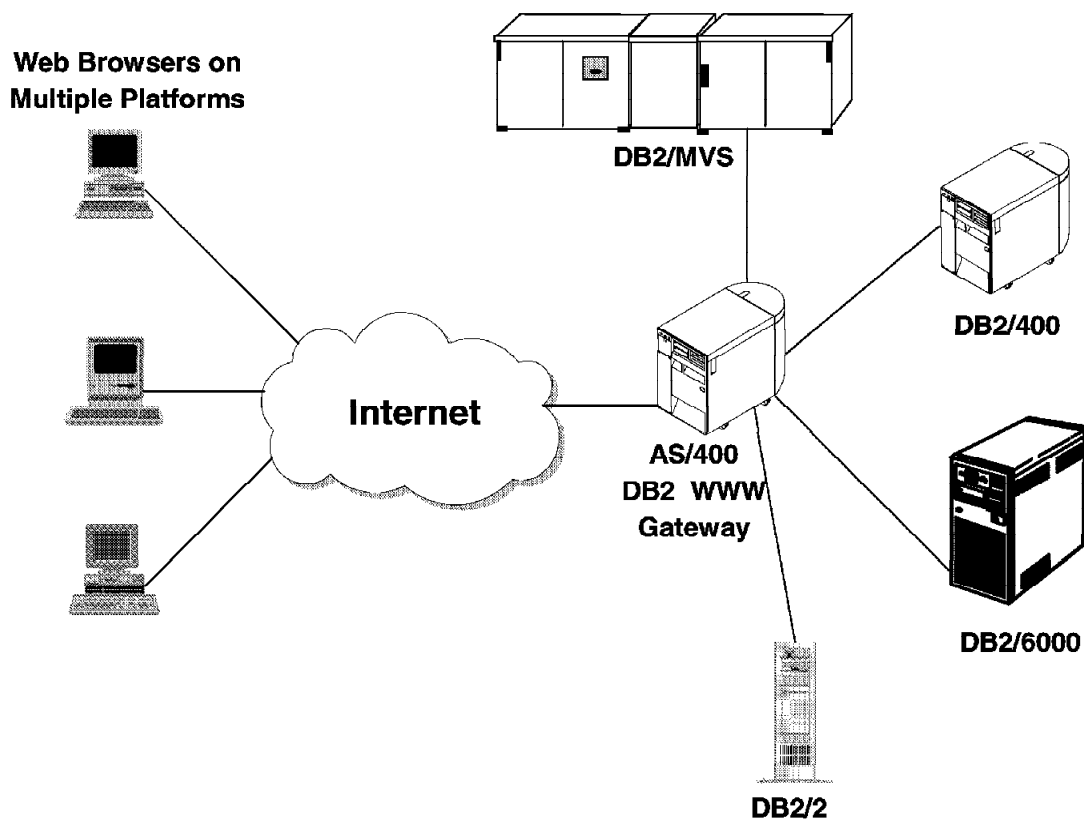 Web Browsers on
Multiple Platforms
DB2/MVS
DB2/400
Internet
AS/400
DB2 WWW
Gateway
DB2/6000
DB2/2